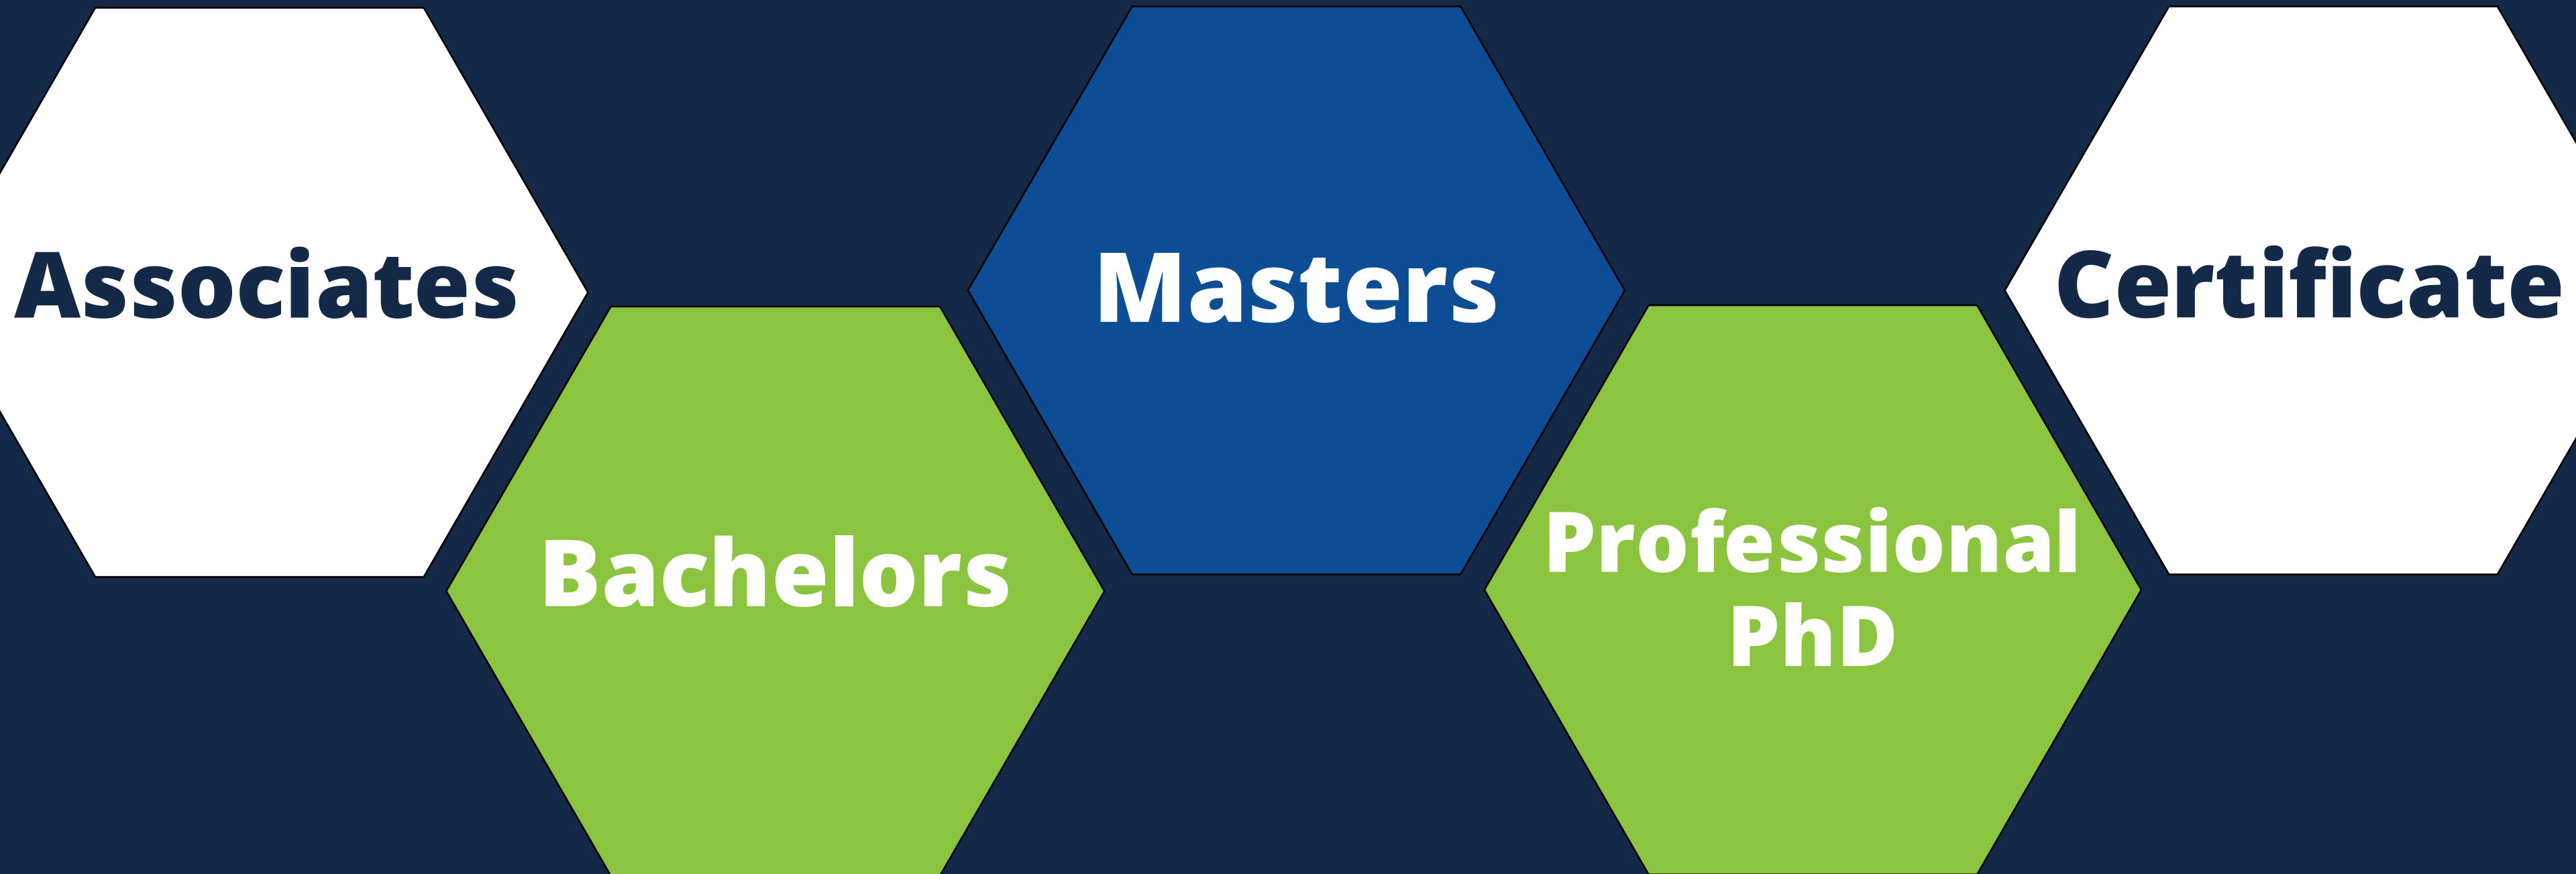 Associates
Bachelors
Masters
Professional
PhD
Certificate